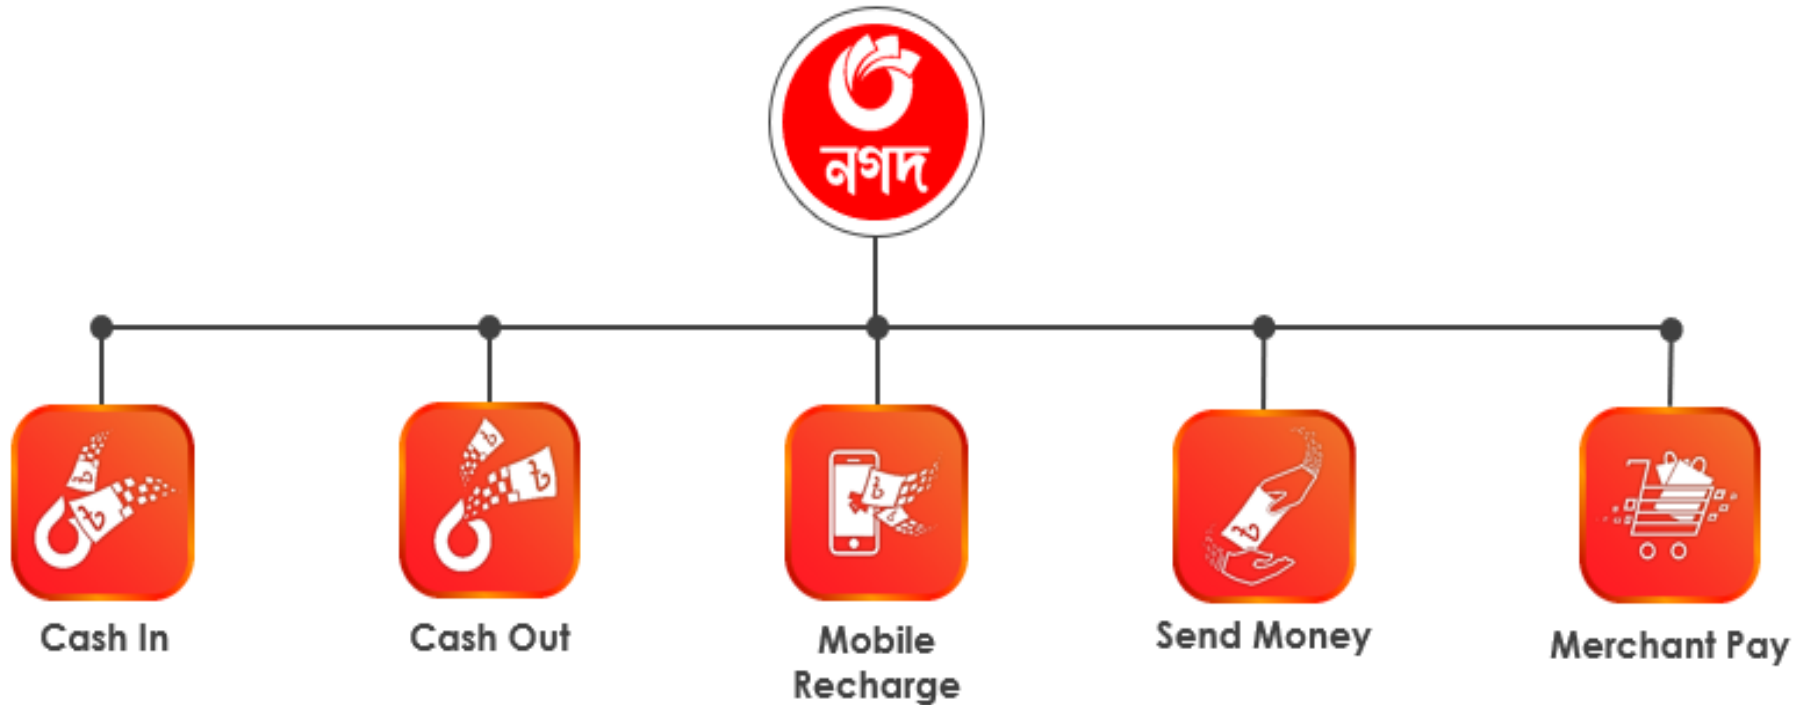 নগদ
Cash In
Cash Out
Mobile
Recharge
Send Money
Merchant Pay